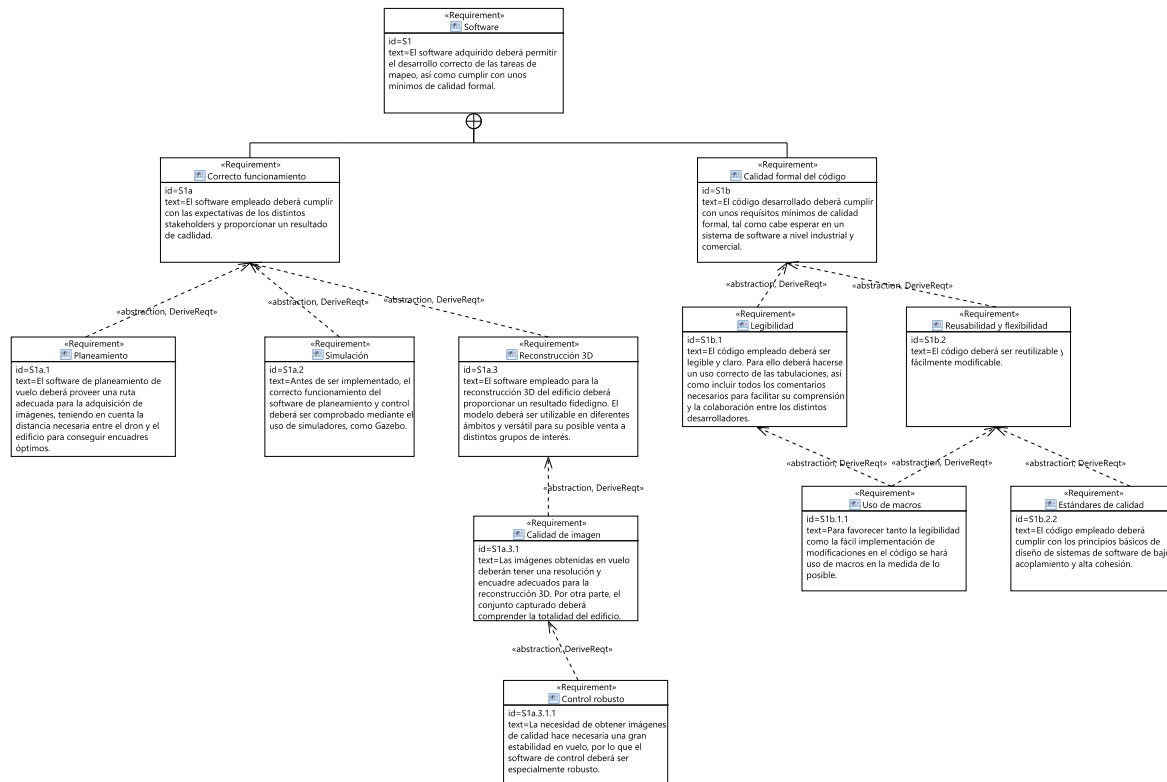 «Requirement»
Software
id=S1
text=El software adquirido deberá permitir
el desarrollo correcto de las tareas de
mapeo, así como cumplir con unos
mínimos de calidad formal.
«Requirement»
Correcto funcionamiento
id=S1a
text=El software empleado deberá cumplir
con las expectativas de los distintos
stakeholders y proporcionar un resultado
de cadlidad.
«Requirement»
Calidad formal del código
id=S1b
text=El código desarrollado deberá cumplir
con unos requísitos mínimos de calidad
formal, tal como cabe esperar en un
sistema de software a nivel industrial y
comercial.
«abstraction, DeriveReqt»
«abstraction, DeriveReqt»
«abstraction, DeriveReqt»
«abstraction, DeriveReqt»
«abstraction, DeriveReqt»
«Requirement»
Planeamiento
id=S1a.1
text=El software de planeamiento de
vuelo deberá proveer una ruta
adecuada para la adquisición de
imágenes, teniendo en cuenta la
distancia necesaria entre el dron y el
edificio para conseguir encuadres
óptimos.
«Requirement»
Simulación
id=S1a.2
text=Antes de ser implementado, el
correcto funcionamiento del
software de planeamiento y control
deberá ser comprobado mediante el
uso de simuladores, como Gazebo.
«Requirement»
Reconstrucción 3D
id=S1a.3
text=El software empleado para la
reconstrucción 3D del edificio deberá
proporcionar un resultado fidedigno. El
modelo deberá ser utilizable en diferentes
ámbitos y versátil para su posible venta a
distintos grupos de interés.
«Requirement»
Legibilidad
id=S1b.1
text=El código empleado deberá ser
legible y claro. Para ello deberá hacerse
un uso correcto de las tabulaciones, así
como incluir todos los comentarios
necesarios para facilitar su comprensión
y la colaboración entre los distintos
desarrolladores.
«Requirement»
Reusabilidad y flexibilidad
id=S1b.2
text=El código deberá ser reutilizable y
fácilmente modificable.
«abstraction, DeriveReqt»
«abstraction, DeriveReqt»
«abstraction, DeriveReqt»
«abstraction, DeriveReqt»
«Requirement»
Calidad de imagen
id=S1a.3.1
text=Las imágenes obtenidas en vuelo
deberán tener una resolución y
encuadre adecuados para la
reconstrucción 3D. Por otra parte, el
conjunto capturado deberá
comprender la totalidad del edificio.
«Requirement»
Uso de macros
id=S1b.1.1
text=Para favorecer tanto la legibilidad
como la fácil implementación de
modificaciones en el código se hará
uso de macros en la medida de lo
posible.
«Requirement»
Estándares de calidad
id=S1b.2.2
text=El código empleado deberá
cumplir con los principios básicos de
diseño de sistemas de software de bajo
acoplamiento y alta cohesión.
«abstraction, DeriveReqt»
«Requirement»
Control robusto
id=S1a.3.1.1
text=La necesidad de obtener imágenes
de calidad hace necesaria una gran
estabilidad en vuelo, por lo que el
software de control deberá ser
especialmente robusto.